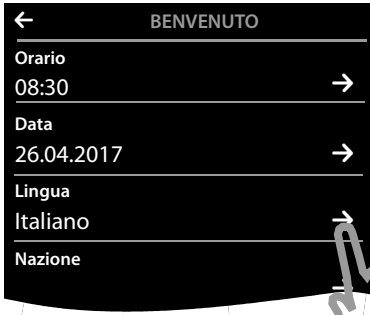 BENVENUTO
Orario
08:30
Data
26.04.2017
Lingua
Italiano
Nazione